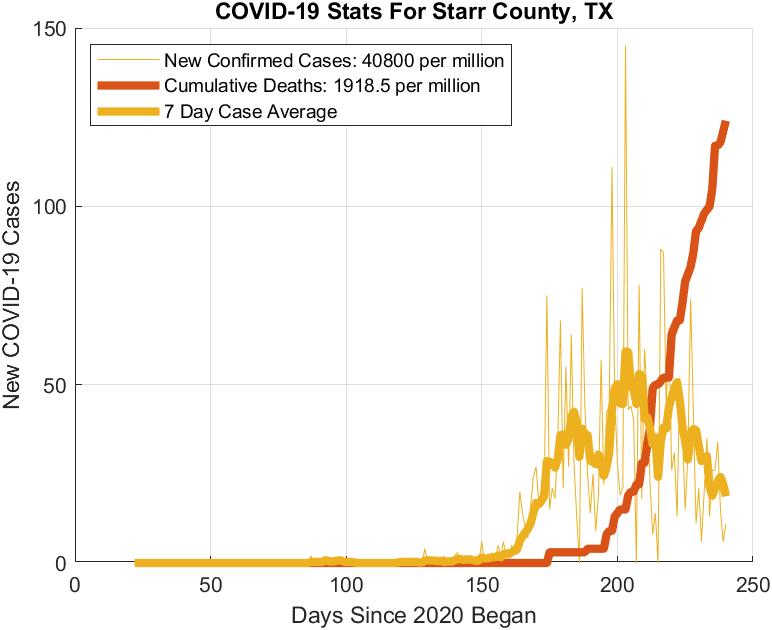 COVID-19 Stats For Starr County, TX
150
100
50
0
New COVID-19 Cases
New Confirmed Cases: 40800 per million
Cumulative Deaths: 1918.5 per million
7 Day Case Average
0 50 100 150 200 250
Days Since 2020 Began